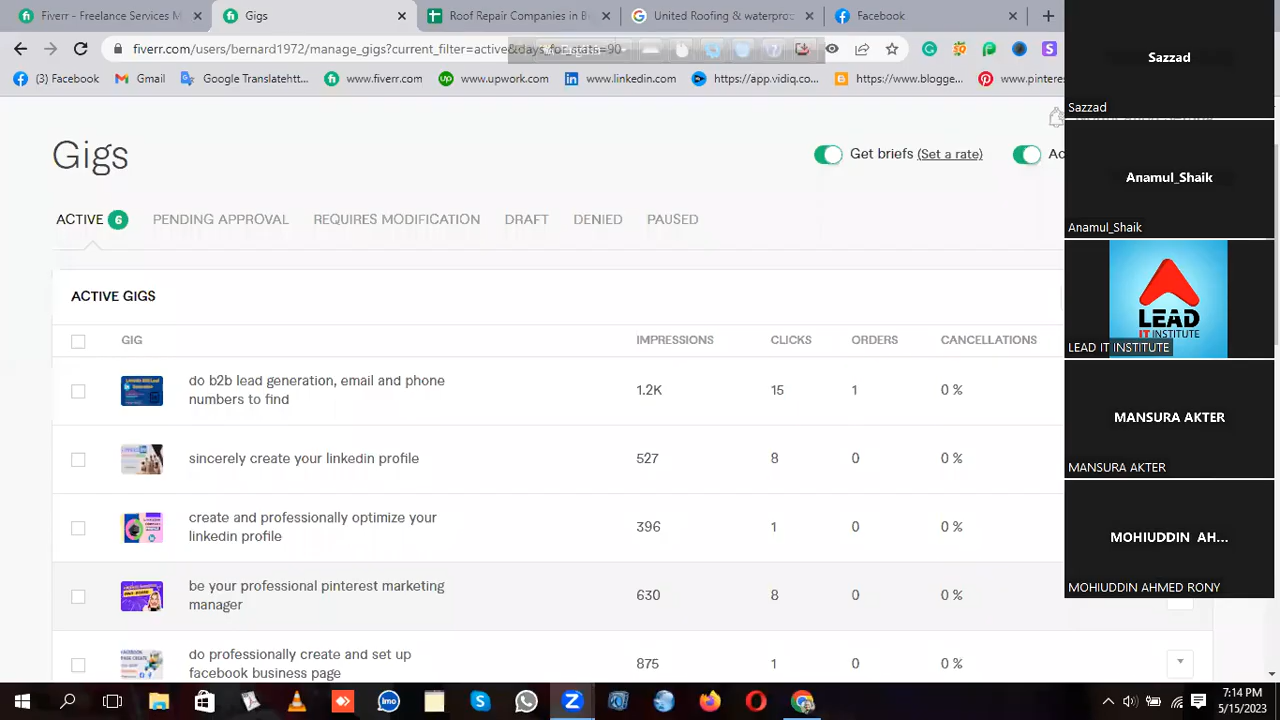 Fiverr - Freelance Services M
Gigs
Roof Repair Companies in B
United Roofing & waterpro
Facebook
fiverr.com/users/bernard1972/manage_gigs?current_filter=active&days_for_stats=90
(3) Facebook
Gmail
Google Translatehtt...
www.fiverr.com
www.upwork.com
www.linkedin.com
https://app.vidiq.c...
https://www.blogge...
www.pinteres
Gigs
Get briefs (Set a rate)
Ac
ACTIVE 6
PENDING APPROVAL
REQUIRES MODIFICATION
DRAFT
DENIED
PAUSED
ACTIVE GIGS
GIG
IMPRESSIONS
CLICKS
ORDERS
CANCELLATIONS
do b2b lead generation, email and phone
numbers to find
1.2K
15
1
0 %
sincerely create your linkedin profile
527
8
0
0 %
create and professionally optimize your
linkedin profile
396
1
0
0 %
be your professional pinterest marketing
manager
630
8
0
0 %
do professionally create and set up
facebook business page
875
1
0
0 %
Sazzad
Sazzad
Anamul_Shaik
Anamul_Shaik
LEAD
IT INSTITUTE
LEAD IT INSTITUTE
MANSURA AKTER
MANSURA AKTER
MOHIUDDIN AH...
MOHIUDDIN AHMED RONY
7:14 PM
5/15/2023